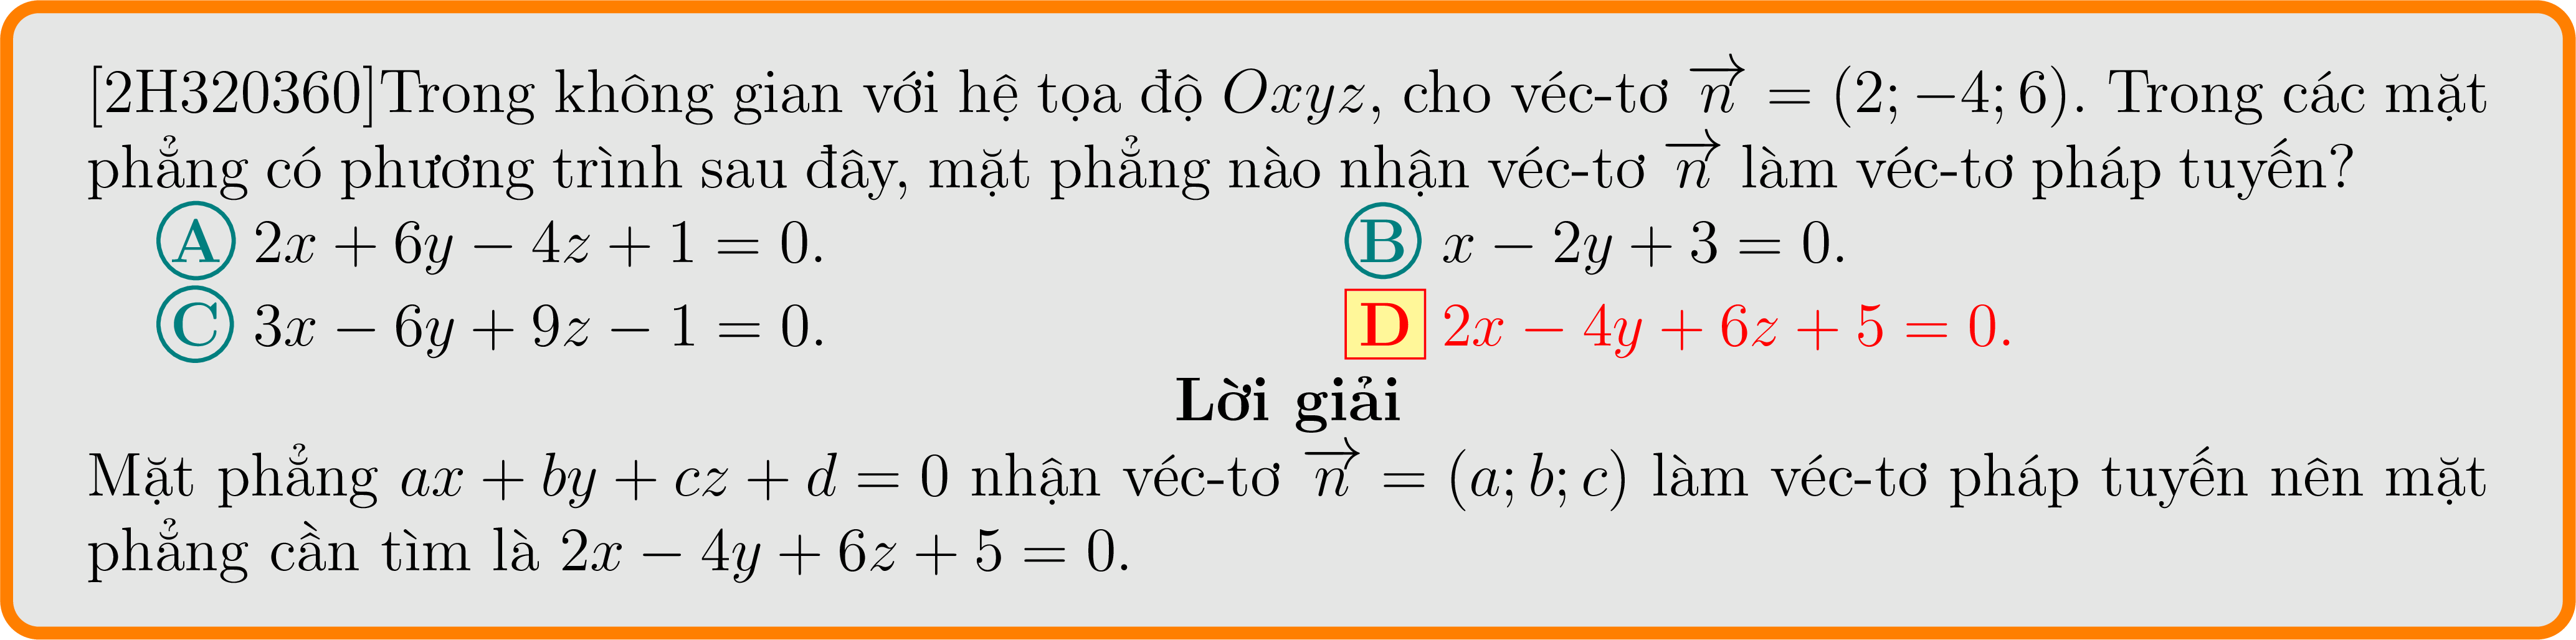 [2H320360]Trong không gian với hệ tọa độ Oxyz, cho véc-tơ n⃗ = (2; −4; 6). Trong các mặt
phẳng có phương trình sau đây, mặt phẳng nào nhận véc-tơ n⃗ làm véc-tơ pháp tuyến?
A 2x + 6y − 4z + 1 = 0. B x − 2y + 3 = 0.
C 3x − 6y + 9z − 1 = 0. D 2x − 4y + 6z + 5 = 0.
Lời giải
Mặt phẳng ax + by + cz + d = 0 nhận véc-tơ n⃗ = (a; b; c) làm véc-tơ pháp tuyến nên mặt
phẳng cần tìm là 2x − 4y + 6z + 5 = 0.